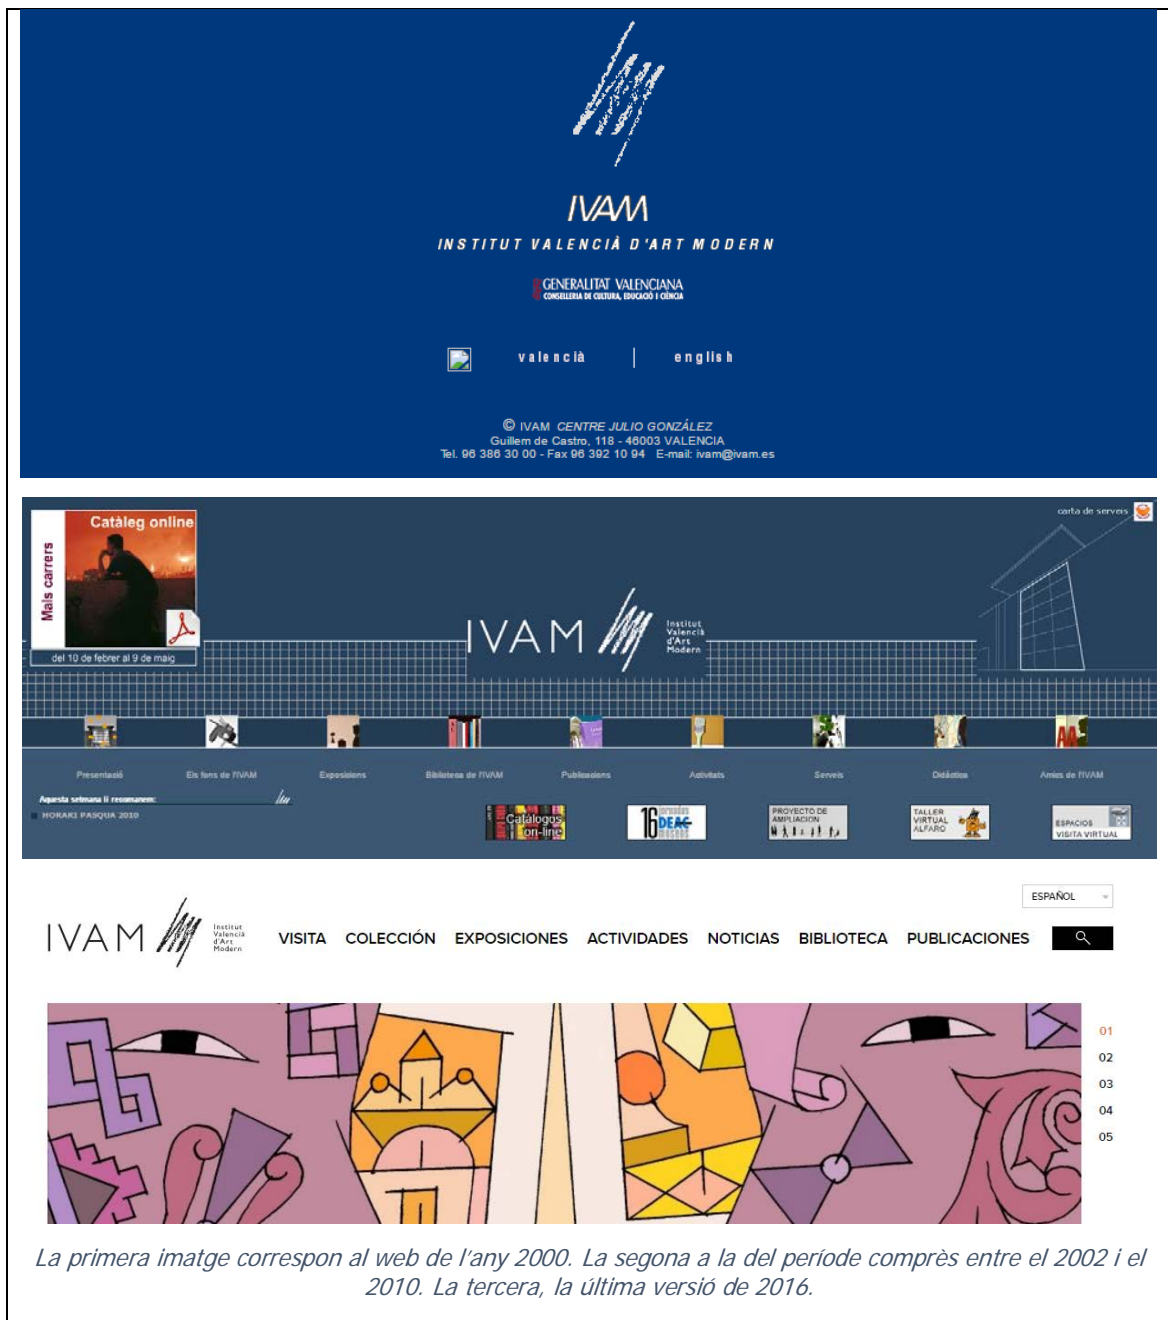 IVAM
INSTITUT VALENCIÀ D'ART MODERN
GENERALITAT VALENCIANA
CONSELLERIA DE CULTURA, EDUCACIÓ I CIÈNCIA
valencià | english
© IVAM CENTRE JULIO GONZÁLEZ
Guillem de Castro, 118 - 46003 VALENCIA
Tel. 96 386 30 00 - Fax 96 392 10 94 E-mail: ivam@ivam.es
carta de serveis
Catàleg online
Mals carrers
del 10 de febrer al 9 de maig
IVAM
Institut
Valencià
d'Art
Modern
Presentació Els fons de l'IVAM Exposicions Biblioteca de l'IVAM Publicacions Activitats Serveis Didàctica Amics de l'IVAM
Aquesta setmana li recomanem:
HORARI PASQUA 2010
Catálogos
on-line
16 jornadas
DEAC
museos
PROYECTO DE
AMPLIACION
TALLER
VIRTUAL
ALFARO
ESPACIOS
VISITA VIRTUAL
ESPAÑOL
IVAM
Institut
Valencià
d'Art
Modern
VISITA COLECCIÓN EXPOSICIONES ACTIVIDADES NOTICIAS BIBLIOTECA PUBLICACIONES
01
02
03
04
05
La primera imatge correspon al web de l'any 2000. La segona a la del període comprès entre el 2002 i el
2010. La tercera, la última versió de 2016.